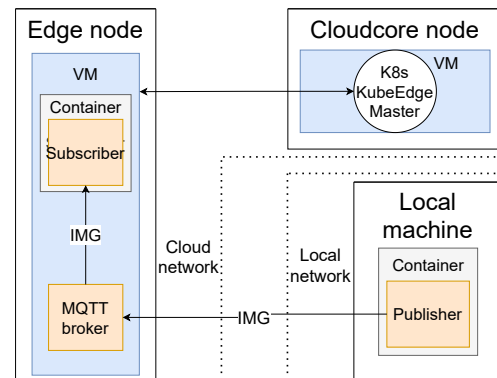 Edge node
VM
Container
Subscriber
IMG
MQTT
broker
Cloudcore node
VM
K8s
KubeEdge
Master
Cloud
network
Local
network
IMG
Local
machine
Container
Publisher